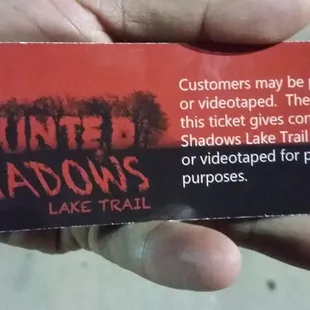 UNTED
ADOWS
LAKE TRAIL
Customers may be
or videotaped. The
this ticket gives con
Shadows Lake Trail
or videotaped for p
purposes.